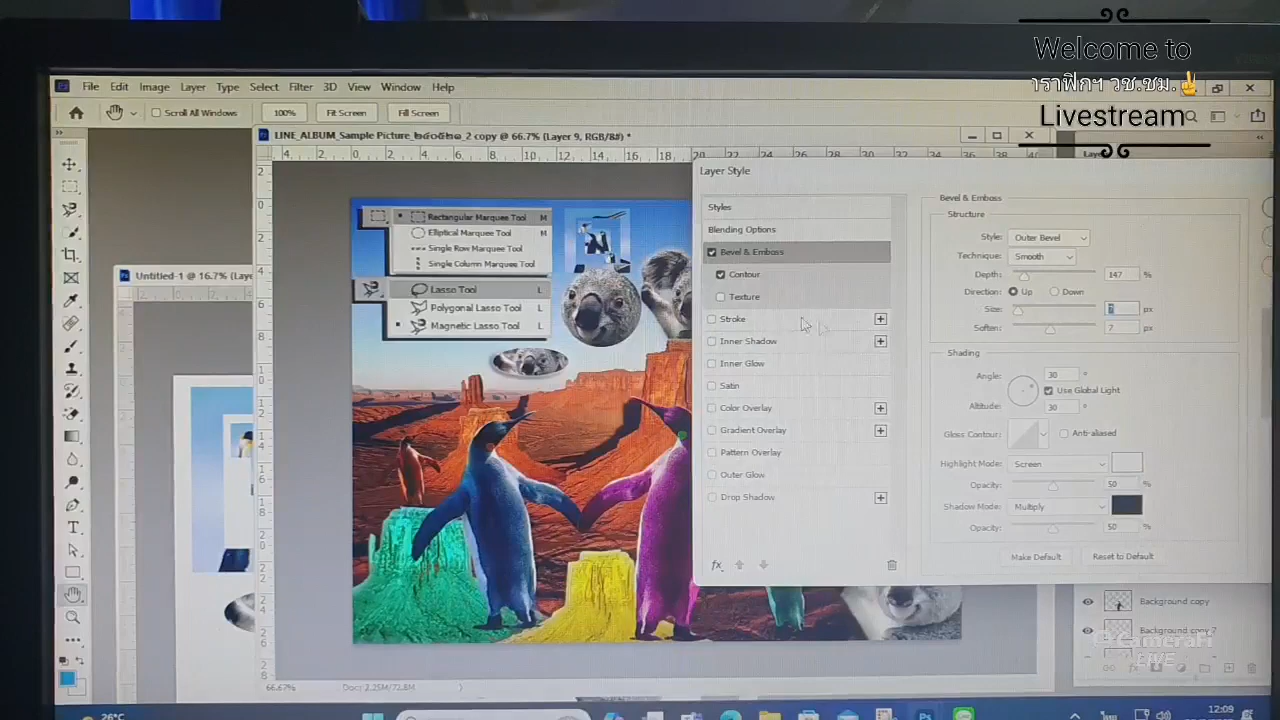 Welcome to
าราฟิกฯ วช.ชม.✌
Livestream
File Edit Image Layer Type Select Filter 3D View Window Help
Scroll All Windows 100% Fit Screen Fill Screen
LINE_ALBUM_Sample Picture_ @ 66.7% (Layer 9, RGB/8#) *
Untitled-1 @ 16.7% (Laye
Rectangular Marquee Tool M
Elliptical Marquee Tool M
Single Row Marquee Tool
Single Column Marquee Tool
Lasso Tool L
Polygonal Lasso Tool L
Magnetic Lasso Tool L
Layer Style
Styles
Blending Options
Bevel & Emboss
Contour
Texture
Stroke
Inner Shadow
Inner Glow
Satin
Color Overlay
Gradient Overlay
Pattern Overlay
Outer Glow
Drop Shadow
fx
Bevel & Emboss
Structure
Style: Outer Bevel
Technique: Smooth
Depth: 147 %
Direction: Up Down
Size: px
Soften: 7 px
Shading
Angle: 30 °
Use Global Light
Altitude: 30 °
Gloss Contour: Anti-aliased
Highlight Mode: Screen
Opacity: 50 %
Shadow Mode: Multiply
Opacity: 50 %
Make Default Reset to Default
Background copy
Background copy 7
CameraFi
LIVE
66.67% Doc: 2.25M/72.8M
26°C
12:09